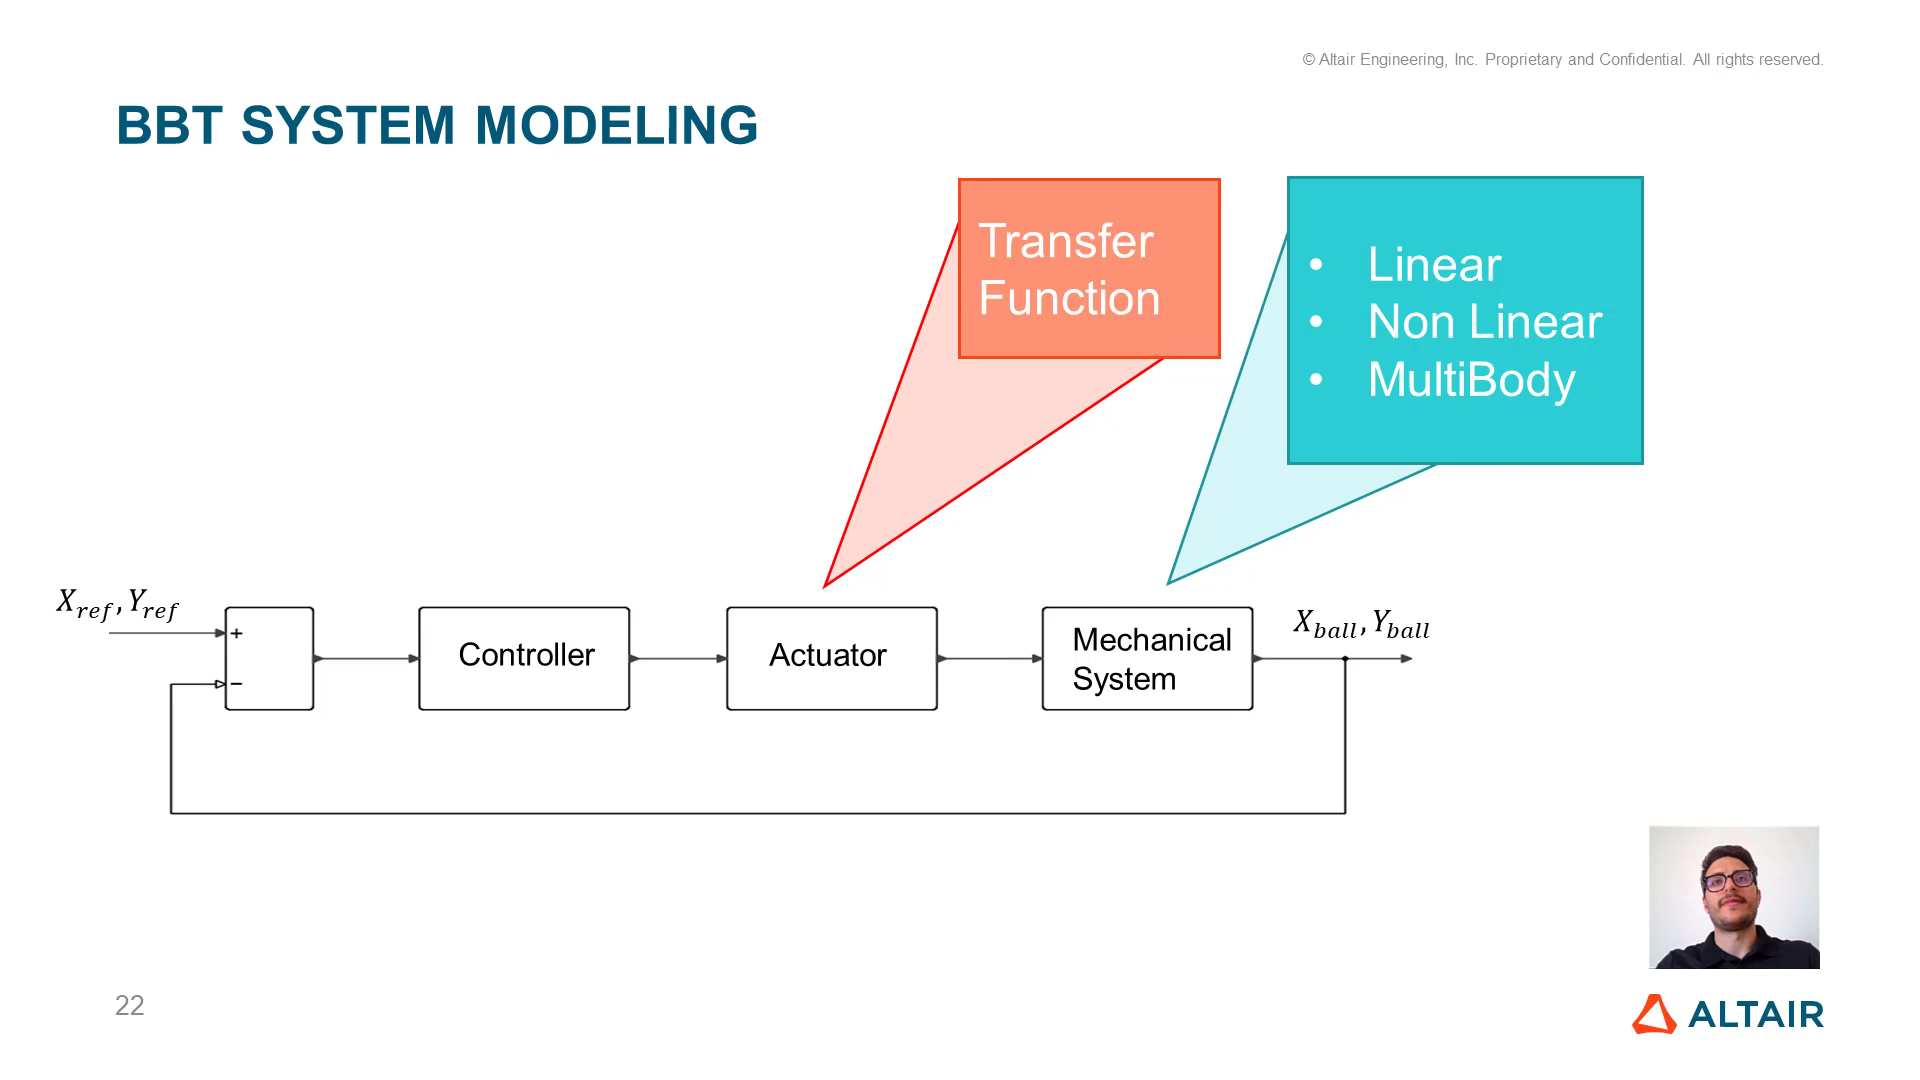 © Altair Engineering, Inc. Proprietary and Confidential. All rights reserved.
BBT SYSTEM MODELING
Transfer
Function
• Linear
• Non Linear
• MultiBody
X_ref, Y_ref
+
−
Controller
Actuator
Mechanical
System
X_ball, Y_ball
22
ALTAIR